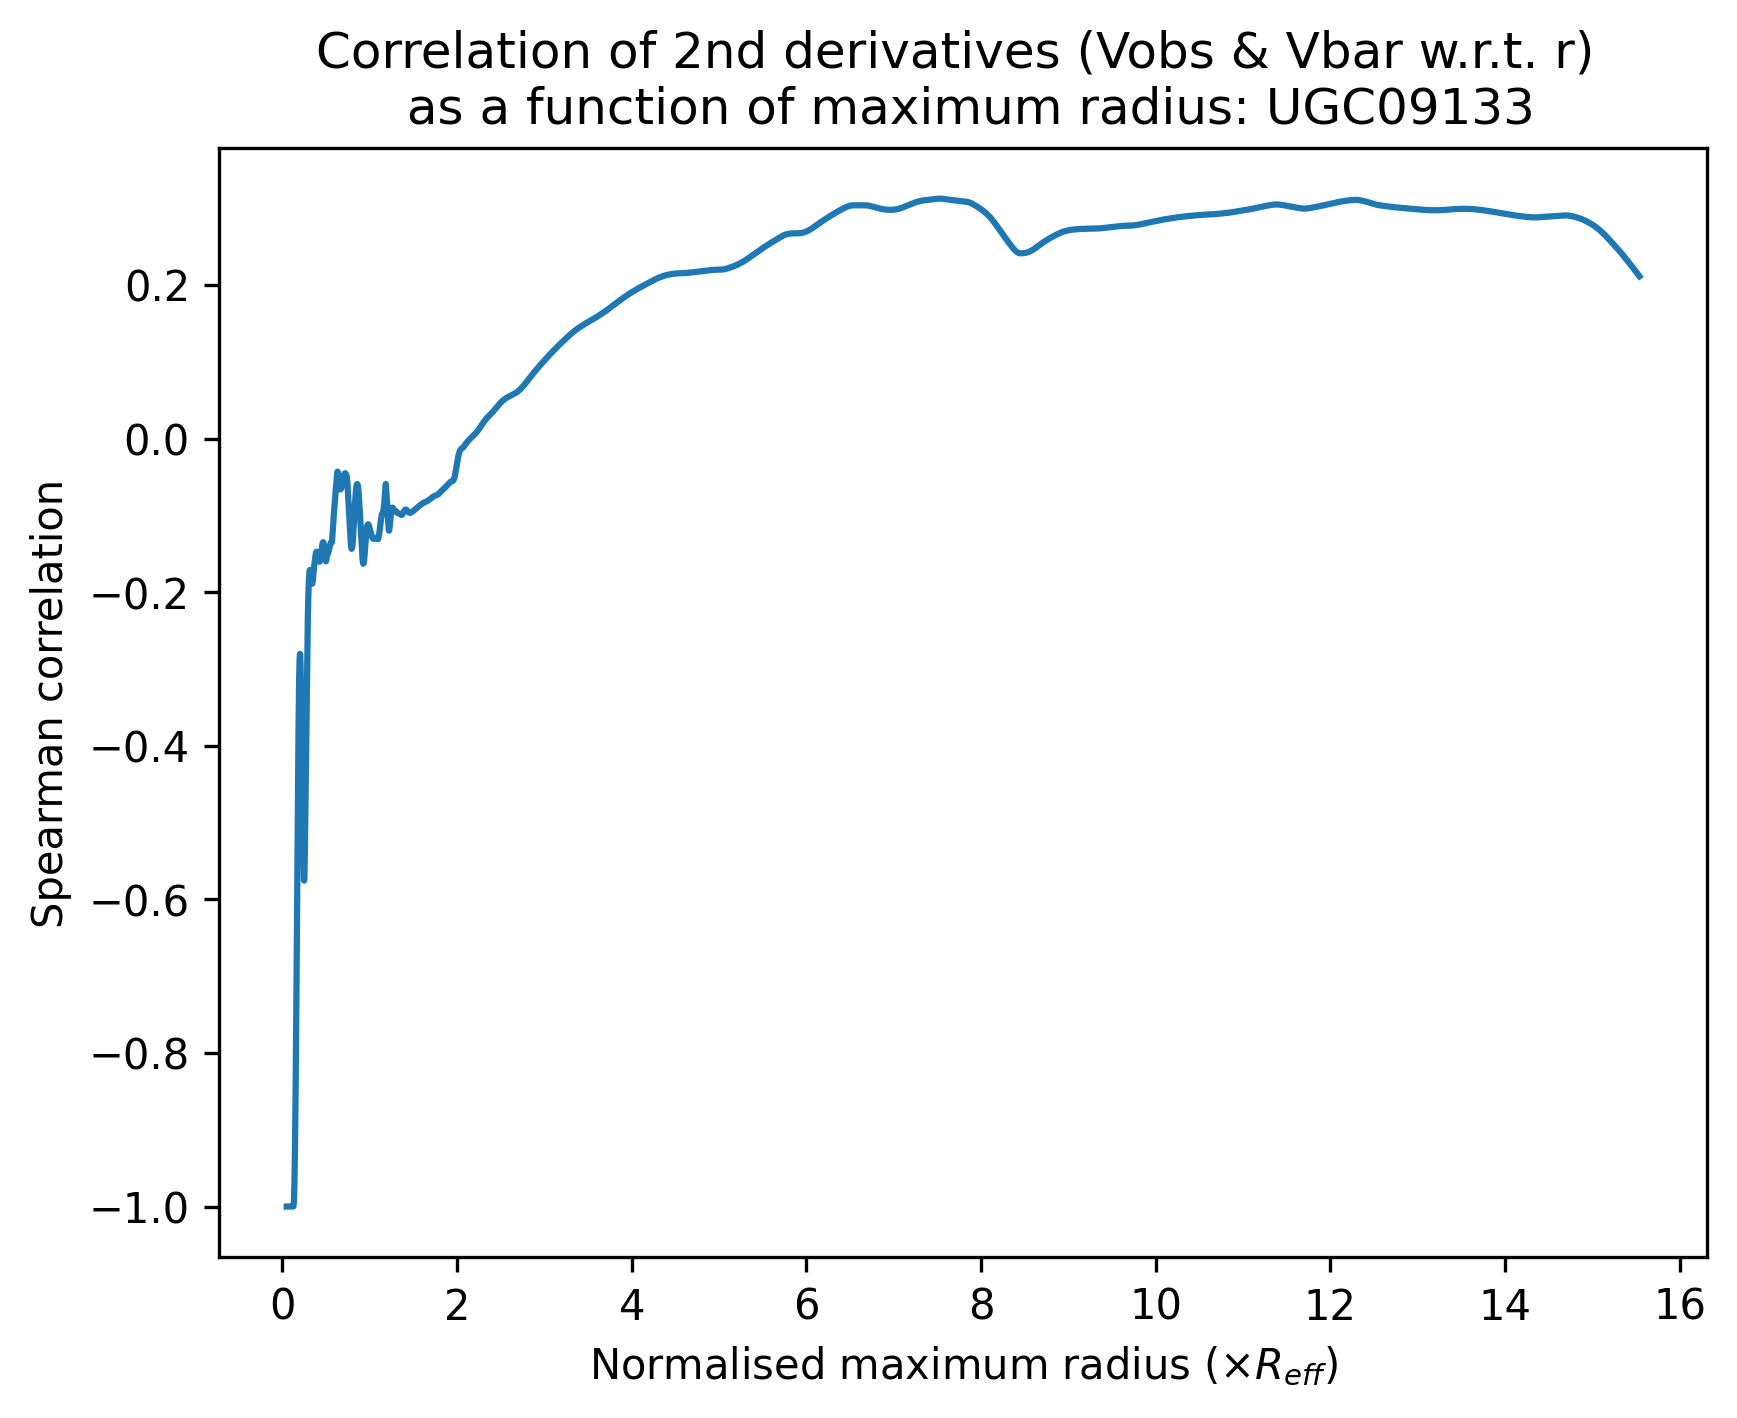 Correlation of 2nd derivatives (Vobs & Vbar w.r.t. r)
as a function of maximum radius: UGC09133
Spearman correlation
0.2
0.0
−0.2
−0.4
−0.6
−0.8
−1.0
0 2 4 6 8 10 12 14 16
Normalised maximum radius (×R_eff)